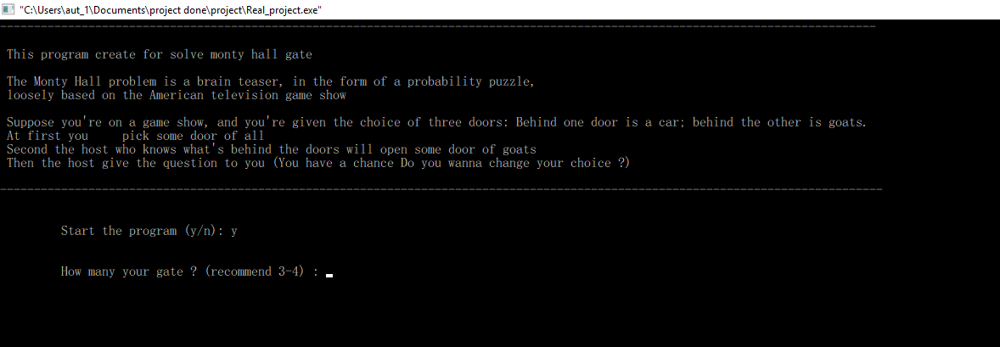 "C:\Users\aut_1\Documents\project done\project\Real_project.exe"
This program create for solve monty hall gate
The Monty Hall problem is a brain teaser, in the form of a probability puzzle,
loosely based on the American television game show
Suppose you're on a game show, and you're given the choice of three doors: Behind one door is a car; behind the other is goats.
At first you     pick some door of all
Second the host who knows what's behind the doors will open some door of goats
Then the host give the question to you (You have a chance Do you wanna change your choice ?)
Start the program (y/n): y
How many your gate ? (recommend 3-4) :